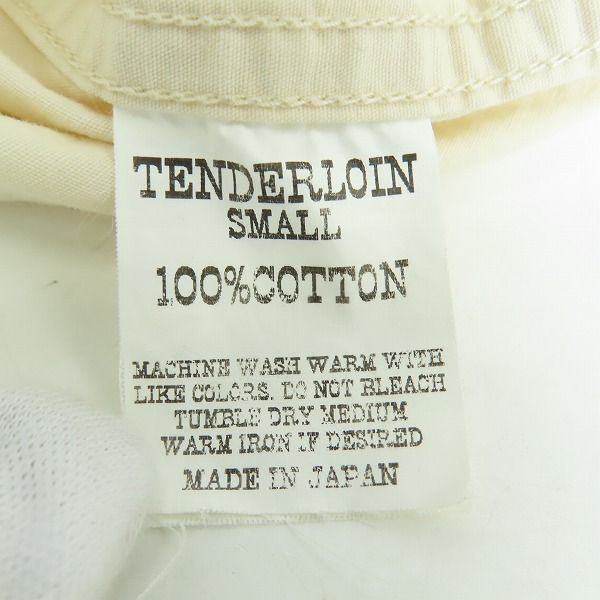 TENDERLOIN
SMALL
100%COTTON
MACHINE WASH WARM WITH
LIKE COLORS. DO NOT BLEACH
TUMBLE DRY MEDIUM
WARM IRON IF DESIRED
MADE IN JAPAN